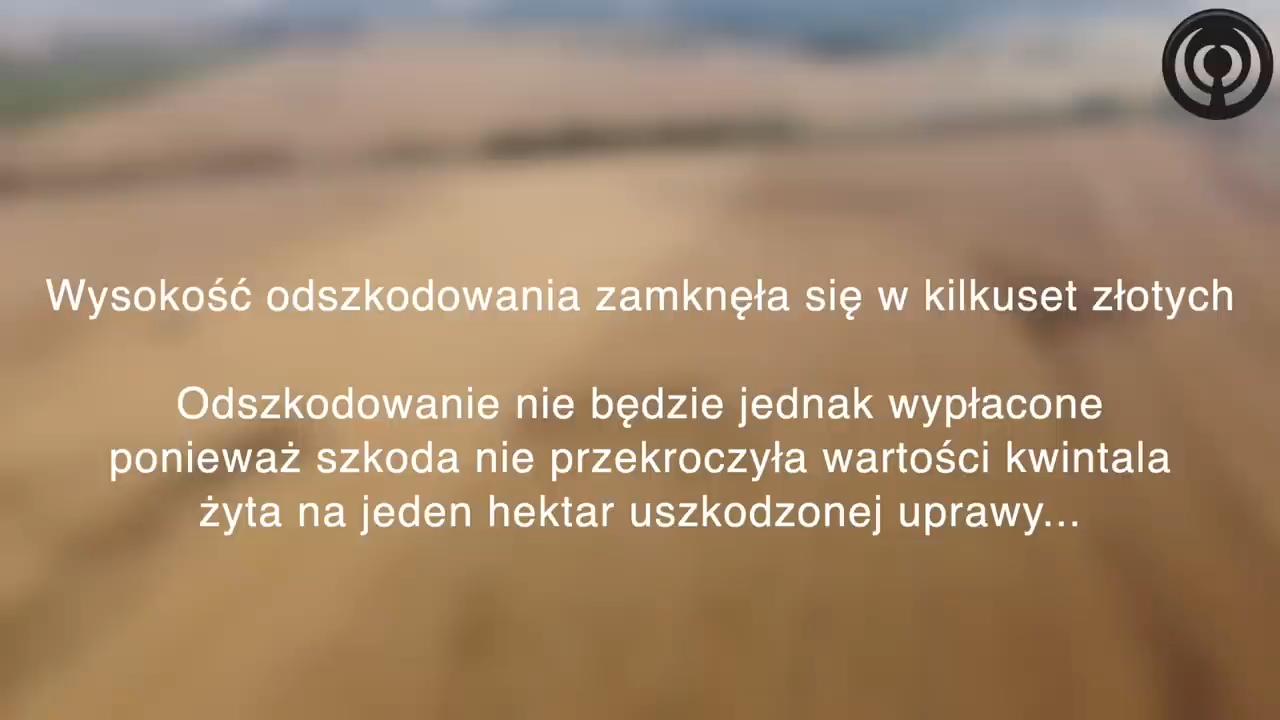 Wysokość odszkodowania zamknęła się w kilkuset złotych
Odszkodowanie nie będzie jednak wypłacone
ponieważ szkoda nie przekroczyła wartości kwintala
żyta na jeden hektar uszkodzonej uprawy...